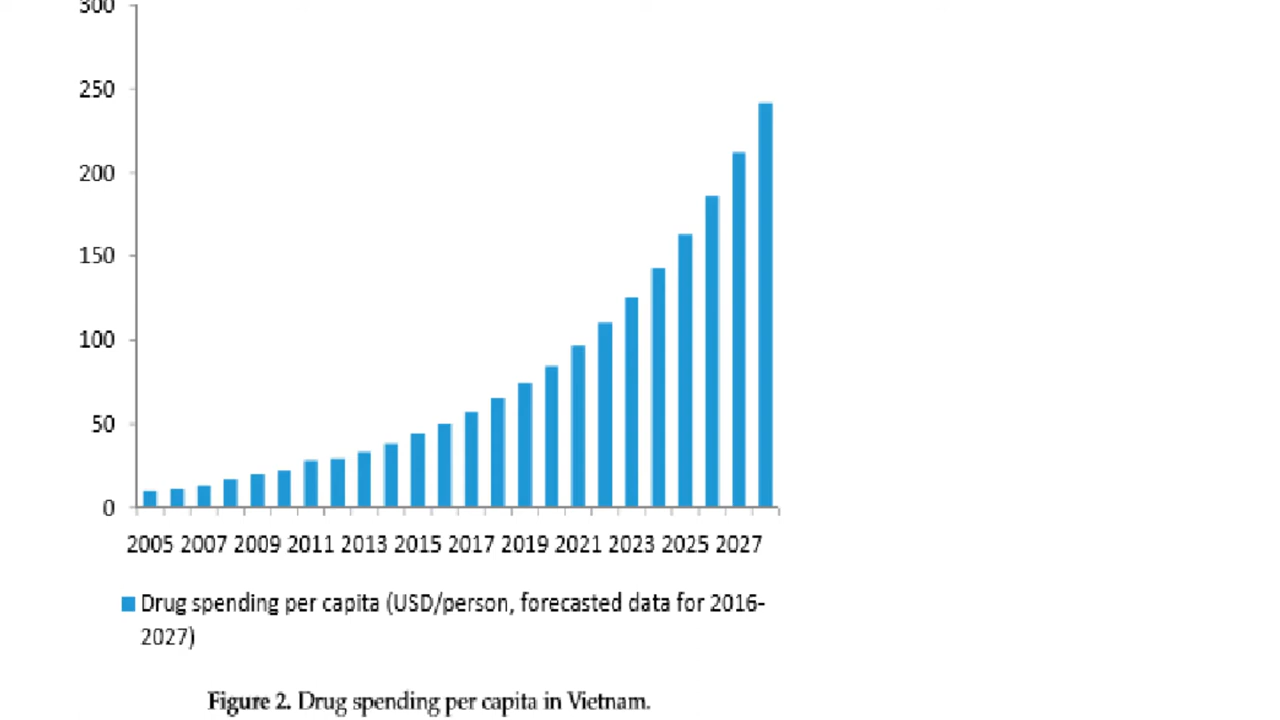 300
250
200
150
100
50
0
2005 2007 2009 2011 2013 2015 2017 2019 2021 2023 2025 2027
Drug spending per capita (USD/person, forecasted data for 2016-
2027)
Figure 2. Drug spending per capita in Vietnam.